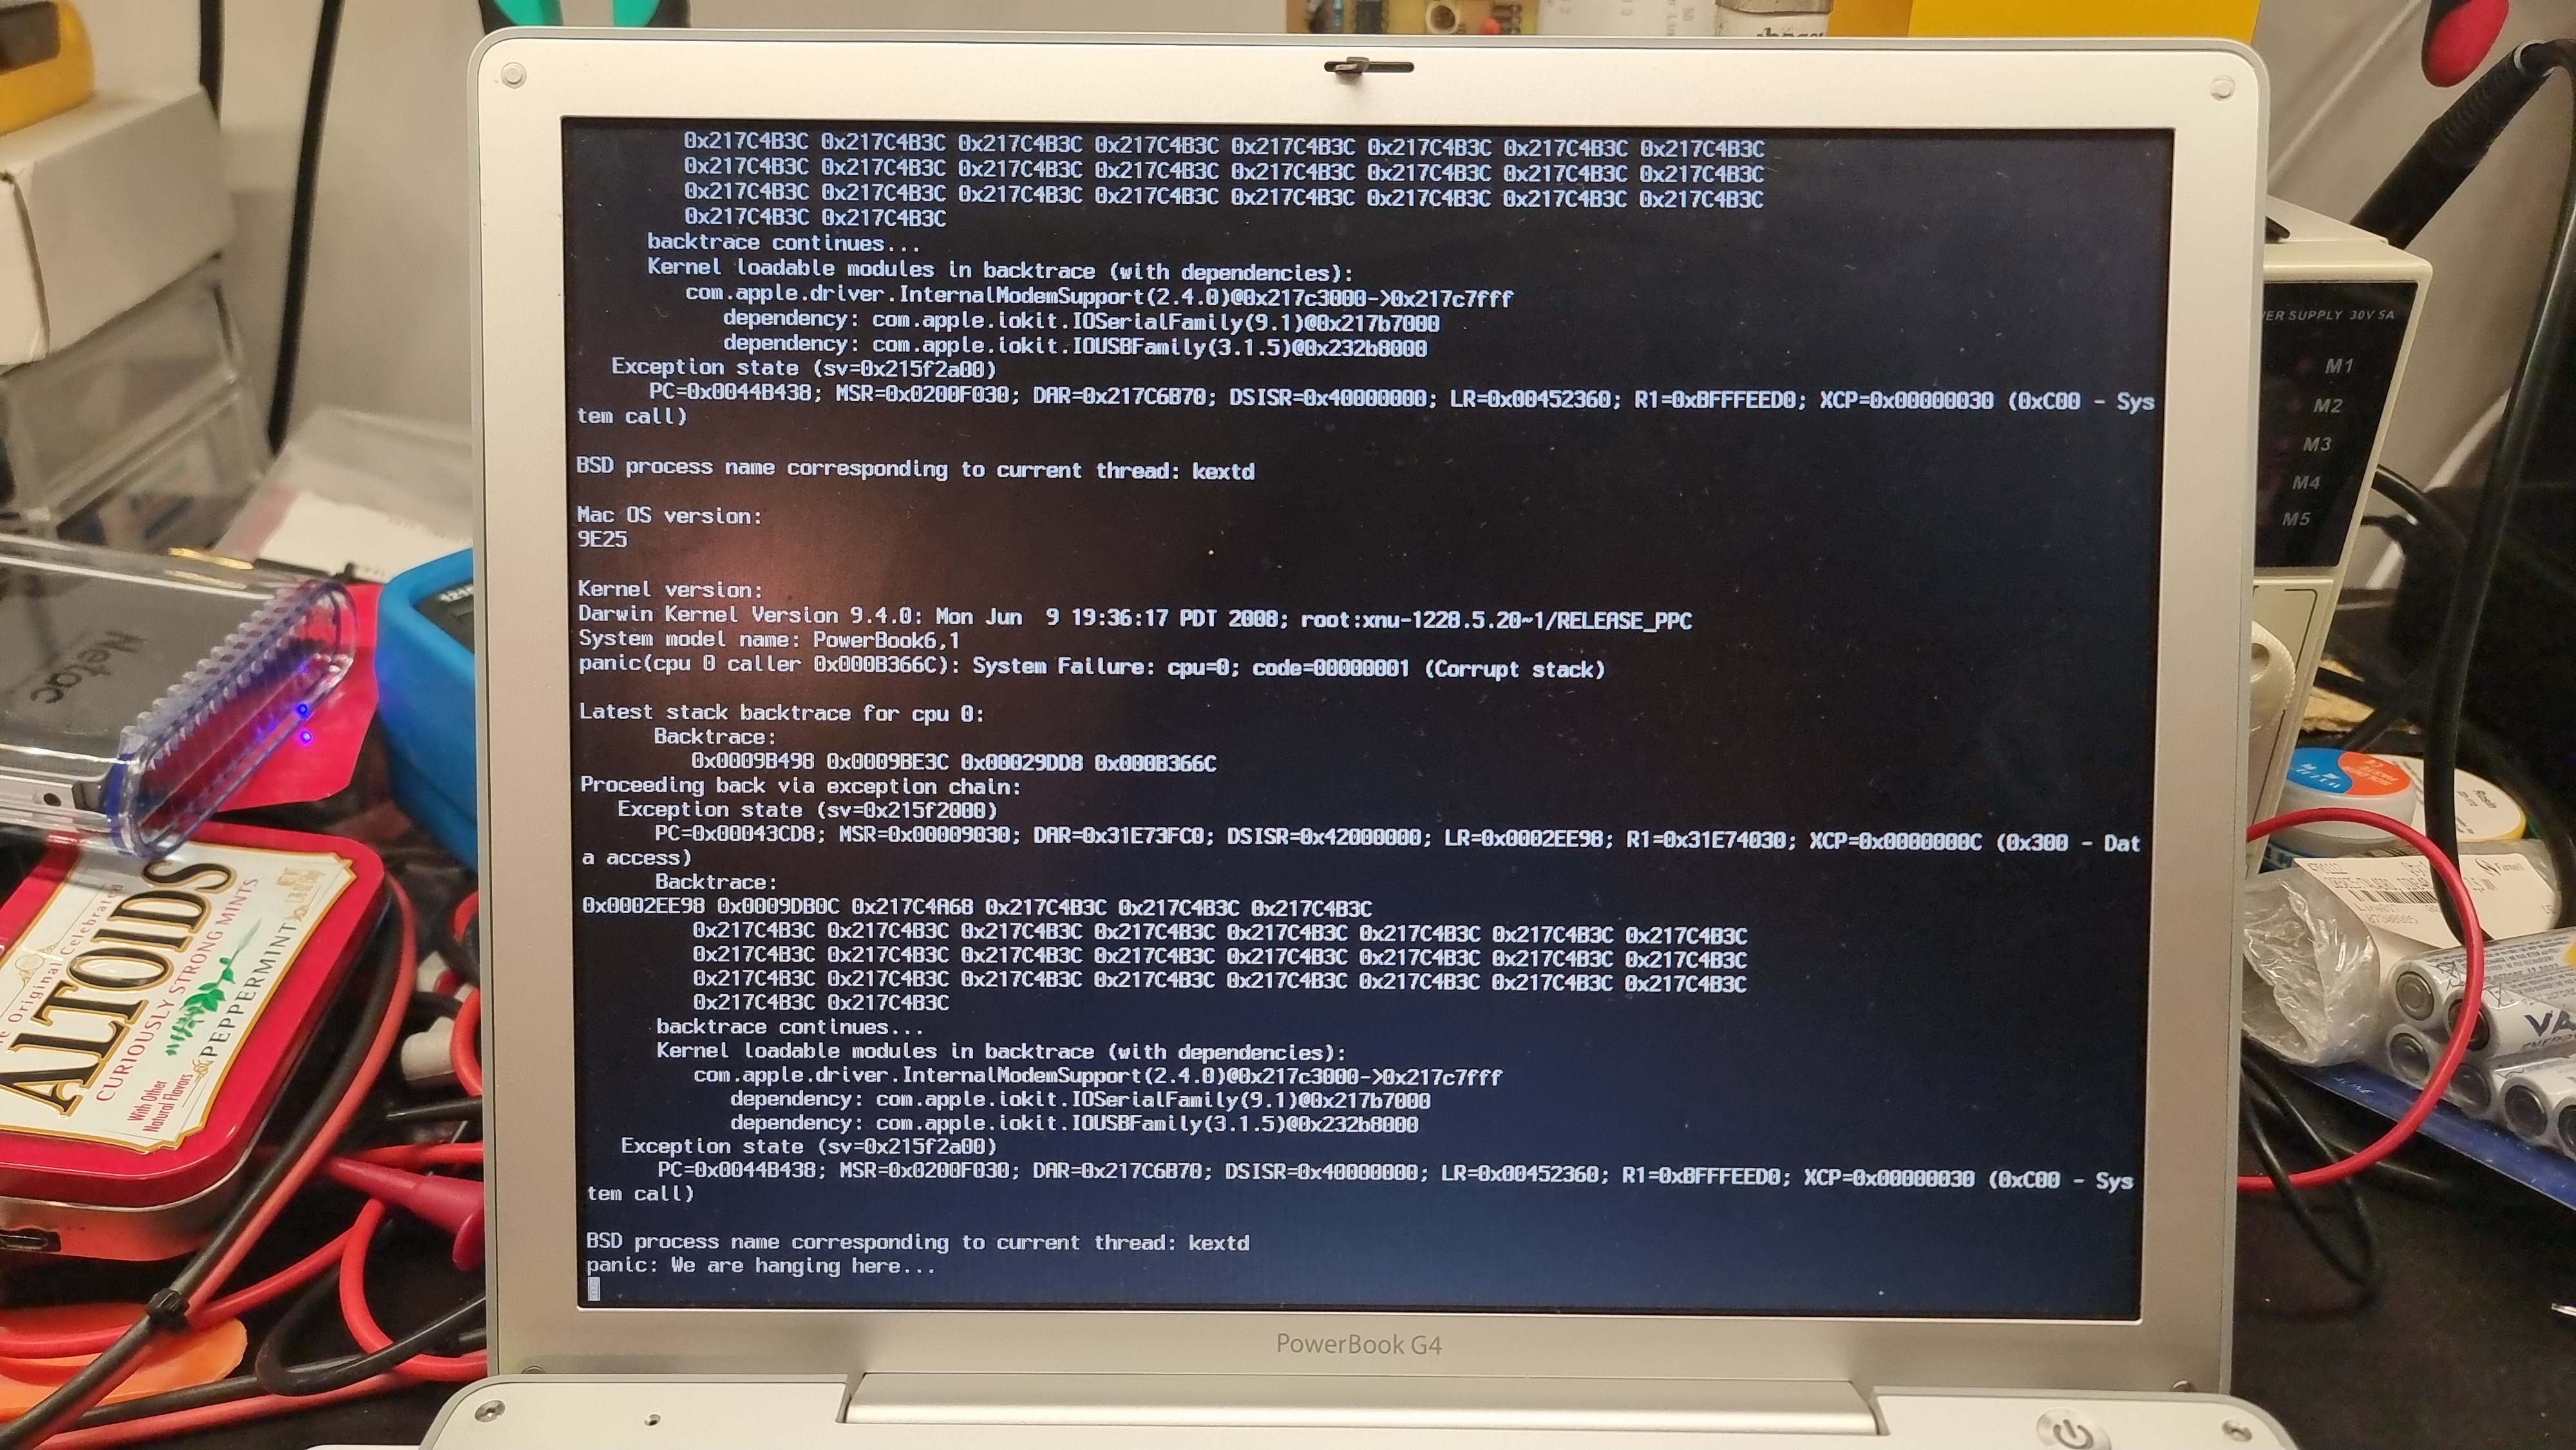 0x217C4B3C 0x217C4B3C 0x217C4B3C 0x217C4B3C 0x217C4B3C 0x217C4B3C 0x217C4B3C 0x217C4B3C
0x217C4B3C 0x217C4B3C 0x217C4B3C 0x217C4B3C 0x217C4B3C 0x217C4B3C 0x217C4B3C 0x217C4B3C
0x217C4B3C 0x217C4B3C 0x217C4B3C 0x217C4B3C 0x217C4B3C 0x217C4B3C 0x217C4B3C 0x217C4B3C
0x217C4B3C 0x217C4B3C
backtrace continues...
Kernel loadable modules in backtrace (with dependencies):
com.apple.driver.InternalModemSupport(2.4.0)@0x217c3000->0x217c7fff
dependency: com.apple.iokit.IOSerialFamily(9.1)@0x217b7000
dependency: com.apple.iokit.IOUSBFamily(3.1.5)@0x232b8000
Exception state (sv=0x215f2a00)
PC=0x0044B438; MSR=0x0200F030; DAR=0x217C6B70; DSISR=0x40000000; LR=0x00452360; R1=0xBFFFEED0; XCP=0x00000030 (0xC00 - Sys
tem call)
BSD process name corresponding to current thread: kextd
Mac OS version:
9E25
Kernel version:
Darwin Kernel Version 9.4.0: Mon Jun  9 19:36:17 PDT 2008; root:xnu-1228.5.20~1/RELEASE_PPC
System model name: PowerBook6,1
panic(cpu 0 caller 0x000B366C): System Failure: cpu=0; code=00000001 (Corrupt stack)
Latest stack backtrace for cpu 0:
Backtrace:
0x0009B498 0x0009BE3C 0x00029DD8 0x000B366C
Proceeding back via exception chain:
Exception state (sv=0x215f2000)
PC=0x00043CD8; MSR=0x00009030; DAR=0x31E73FC0; DSISR=0x42000000; LR=0x0002EE98; R1=0x31E74030; XCP=0x0000000C (0x300 - Dat
a access)
Backtrace:
0x0002EE98 0x0009DB0C 0x217C4A68 0x217C4B3C 0x217C4B3C 0x217C4B3C
0x217C4B3C 0x217C4B3C 0x217C4B3C 0x217C4B3C 0x217C4B3C 0x217C4B3C 0x217C4B3C 0x217C4B3C
0x217C4B3C 0x217C4B3C 0x217C4B3C 0x217C4B3C 0x217C4B3C 0x217C4B3C 0x217C4B3C 0x217C4B3C
0x217C4B3C 0x217C4B3C 0x217C4B3C 0x217C4B3C 0x217C4B3C 0x217C4B3C 0x217C4B3C 0x217C4B3C
0x217C4B3C 0x217C4B3C
backtrace continues...
Kernel loadable modules in backtrace (with dependencies):
com.apple.driver.InternalModemSupport(2.4.0)@0x217c3000->0x217c7fff
dependency: com.apple.iokit.IOSerialFamily(9.1)@0x217b7000
dependency: com.apple.iokit.IOUSBFamily(3.1.5)@0x232b8000
Exception state (sv=0x215f2a00)
PC=0x0044B438; MSR=0x0200F030; DAR=0x217C6B70; DSISR=0x40000000; LR=0x00452360; R1=0xBFFFEED0; XCP=0x00000030 (0xC00 - Sys
tem call)
BSD process name corresponding to current thread: kextd
panic: We are hanging here...
PowerBook G4
Netac
Original Celebrated
ALTOIDS
CURIOUSLY STRONG MINTS
PEPPERMINT
With Other
Natural Flavors
SUPPLY 30V 5A
M1
M2
M3
M4
M5